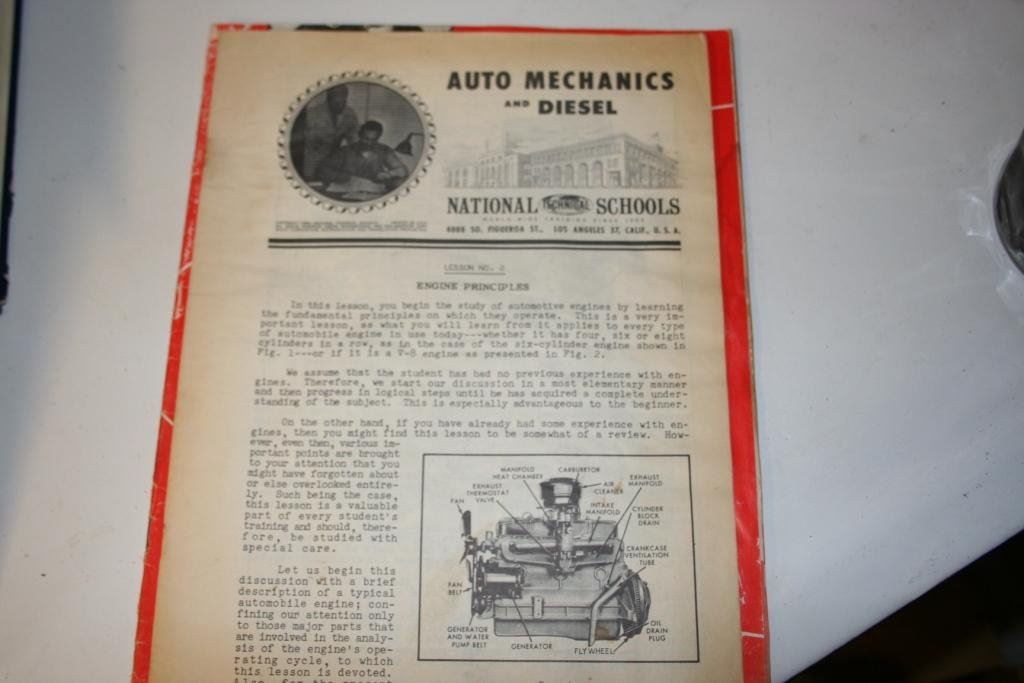 AUTO MECHANICS
AND DIESEL
NATIONAL TECHNICAL SCHOOLS
WORLD WIDE TRAINING SINCE 1905
4000 SO. FIGUEROA ST., LOS ANGELES 37, CALIF., U. S. A.
LESSON NO. 2
ENGINE PRINCIPLES
In this lesson, you begin the study of automotive engines by learning
the fundamental principles on which they operate. This is a very im-
portant lesson, as what you will learn from it applies to every type
of automobile engine in use today---whether it has four, six or eight
cylinders in a row, as in the case of the six-cylinder engine shown in
Fig. 1---or if it is a V-8 engine as presented in Fig. 2.
We assume that the student has had no previous experience with en-
gines. Therefore, we start our discussion in a most elementary manner
and then progress in logical steps until he has acquired a complete under-
standing of the subject. This is especially advantageous to the beginner.
On the other hand, if you have already had some experience with en-
gines, then you might find this lesson to be somewhat of a review. How-
ever, even then, various im-
portant points are brought
to your attention that you
might have forgotten about
or else overlooked entire-
ly. Such being the case,
this lesson is a valuable
part of every student's
training and should, there-
fore, be studied with
special care.
Let us begin this
discussion with a brief
description of a typical
automobile engine; con-
fining our attention only
to those major parts that
are involved in the analy-
sis of the engine's ope-
rating cycle, to which
this lesson is devoted.
Also, for the present
MANIFOLD
HEAT CHAMBER
CARBURETOR
AIR
CLEANER
EXHAUST
MANIFOLD
EXHAUST
THERMOSTAT
VALVE
INTAKE
MANIFOLD
FAN
CYLINDER
BLOCK
DRAIN
CRANKCASE
VENTILATION
TUBE
FAN
BELT
GENERATOR
AND WATER
PUMP BELT
GENERATOR
FLYWHEEL
OIL
DRAIN
PLUG